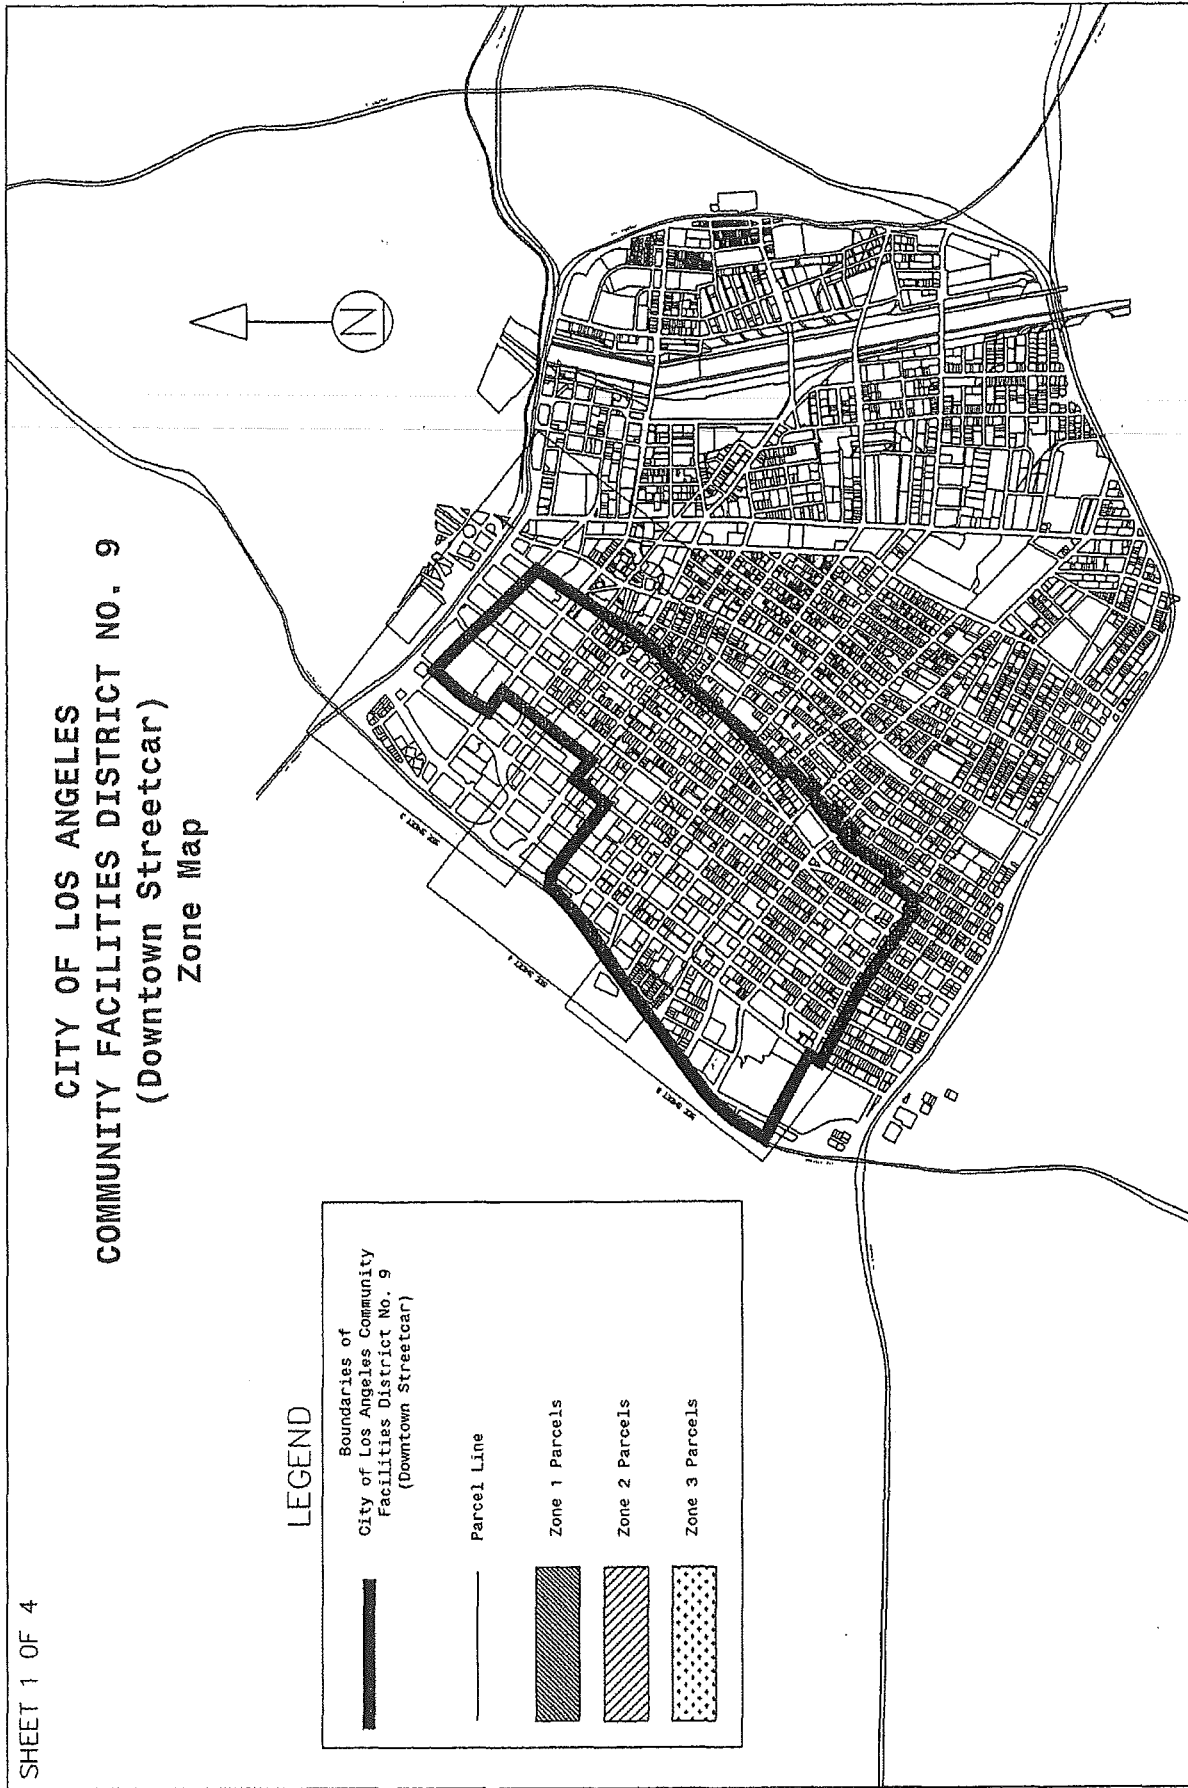 SHEET 1 OF 4
CITY OF LOS ANGELES
COMMUNITY FACILITIES DISTRICT NO. 9
(Downtown Streetcar)
Zone Map
N
LEGEND
Boundaries of
City of Los Angeles Community
Facilities District No. 9
(Downtown Streetcar)
Parcel Line
Zone 1 Parcels
Zone 2 Parcels
Zone 3 Parcels